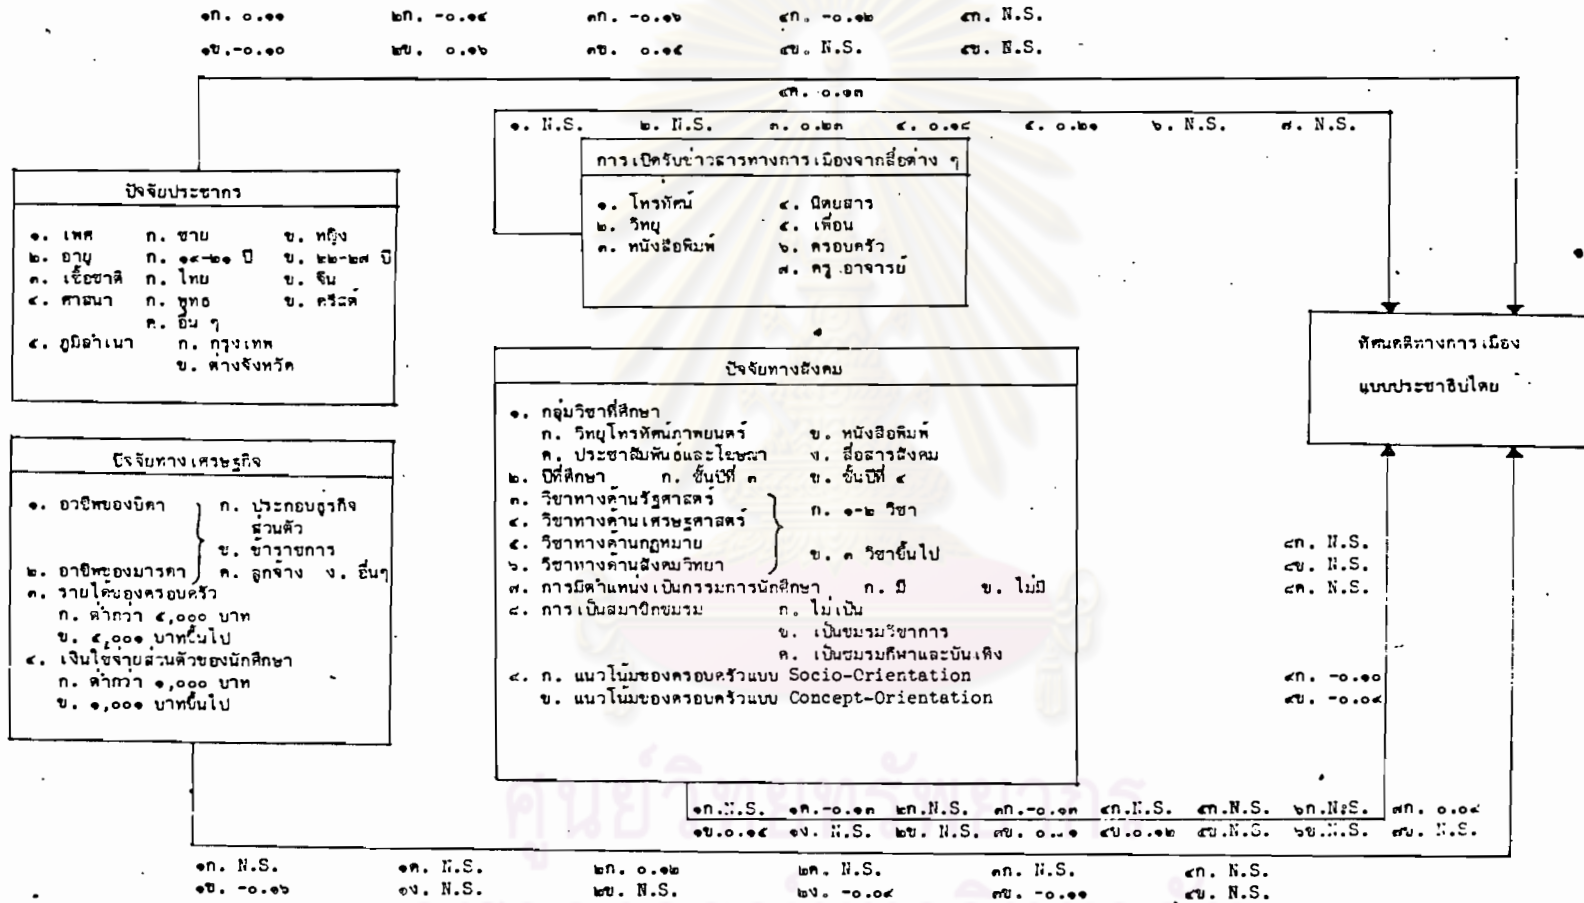 ๑ก. ๐.๑๑ ๒ก. -๐.๑๔ ๓ก. -๐.๑๖ ๔ก. -๐.๑๒ ๕ก. N.S.
๑ข.-๐.๑๐ ๒ข. ๐.๑๖ ๓ข. ๐.๑๕ ๔ข. N.S. ๕ข. N.S.
๔ค. ๐.๑๓
๑. N.S. ๒. N.S. ๓. ๐.๒๓ ๔. ๐.๑๘ ๕. ๐.๒๑ ๖. N.S. ๗. N.S.
การเปิดรับข่าวสารทางการเมืองจากสื่อต่าง ๆ
๑. โทรทัศน์ ๔. นิตยสาร
๒. วิทยุ ๕. เพื่อน
๓. หนังสือพิมพ์ ๖. ครอบครัว
๗. ครู อาจารย์
ปัจจัยประชากร
๑. เพศ ก. ชาย ข. หญิง
๒. อายุ ก. ๑๘-๒๑ ปี ข. ๒๒-๒๗ ปี
๓. เชื้อชาติ ก. ไทย ข. จีน
๔. ศาสนา ก. พุทธ ข. คริสต์
ค. อื่น ๆ
๕. ภูมิลำเนา ก. กรุงเทพ
ข. ต่างจังหวัด
ทัศนคติทางการเมือง
แบบประชาธิปไตย
ปัจจัยทางสังคม
๑. กลุ่มวิชาที่ศึกษา
ก. วิทยุโทรทัศน์ภาพยนตร์ ข. หนังสือพิมพ์
ค. ประชาสัมพันธ์และโฆษณา ง. สื่อสารสังคม
๒. ปีที่ศึกษา ก. ชั้นปีที่ ๓ ข. ชั้นปีที่ ๔
๓. วิชาทางด้านรัฐศาสตร์
๔. วิชาทางด้านเศรษฐศาสตร์ ก. ๑-๒ วิชา
๕. วิชาทางด้านกฎหมาย
๖. วิชาทางด้านสังคมวิทยา ข. ๓ วิชาขึ้นไป
๗. การมีตำแหน่งเป็นกรรมการนักศึกษา ก. มี ข. ไม่มี
๘. การเป็นสมาชิกชมรม ก. ไม่เป็น
ข. เป็นชมรมวิชาการ
ค. เป็นชมรมกีฬาและบันเทิง
๙. ก. แนวโน้มของครอบครัวแบบ Socio-Orientation
ข. แนวโน้มของครอบครัวแบบ Concept-Orientation
ปัจจัยทางเศรษฐกิจ
๑. อาชีพของบิดา ก. ประกอบธุรกิจ
ส่วนตัว
ข. ข้าราชการ
๒. อาชีพของมารดา ค. ลูกจ้าง ง. อื่นๆ
๓. รายได้ของครอบครัว
ก. ต่ำกว่า ๕,๐๐๐ บาท
ข. ๕,๐๐๑ บาทขึ้นไป
๔. เงินใช้จ่ายส่วนตัวของนักศึกษา
ก. ต่ำกว่า ๑,๐๐๐ บาท
ข. ๑,๐๐๑ บาทขึ้นไป
๘ก. N.S.
๘ข. N.S.
๘ค. N.S.
๙ก. -๐.๑๐
๙ข. -๐.๐๙
ศูนย์วิทยทรัพยากร
๑ก.N.S. ๑ค.-๐.๑๓ ๒ก.N.S. ๓ก.-๐.๑๓ ๔ก.N.S. ๕ก.N.S. ๖ก.N.S. ๗ก. ๐.๐๙
๑ข.๐.๑๕ ๑ง. N.S. ๒ข. N.S. ๓ข. ๐.๑๑ ๔ข.๐.๑๒ ๕ข.N.S. ๖ข.N.S. ๗ข. N.S.
๑ก. N.S. ๑ค. N.S. ๒ก. ๐.๑๒ ๒ค. N.S. ๓ก. N.S. ๔ก. N.S.
๑ข. -๐.๑๖ ๑ง. N.S. ๒ข. N.S. ๒ง. -๐.๐๙ ๓ข. -๐.๑๑ ๔ข. N.S.